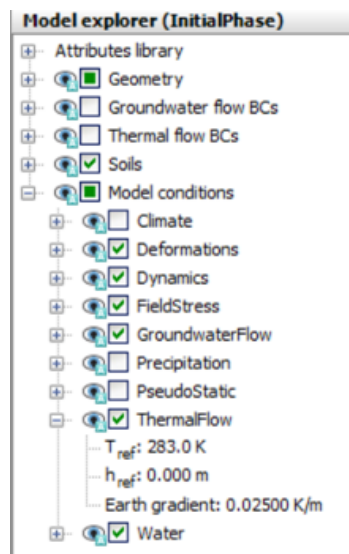 Model explorer (InitialPhase)
Attributes library
Geometry
Groundwater flow BCs
Thermal flow BCs
Soils
Model conditions
Climate
Deformations
Dynamics
FieldStress
GroundwaterFlow
Precipitation
PseudoStatic
ThermalFlow
Tref: 283.0 K
href: 0.000 m
Earth gradient: 0.02500 K/m
Water